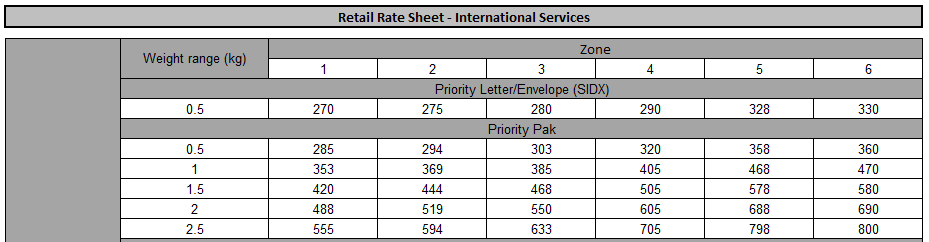 Retail Rate Sheet - International Services
Weight range (kg) Zone
1 2 3 4 5 6
Priority Letter/Envelope (SIDX)
0.5 270 275 280 290 328 330
Priority Pak
0.5 285 294 303 320 358 360
1 353 369 385 405 468 470
1.5 420 444 468 505 578 580
2 488 519 550 605 688 690
2.5 555 594 633 705 798 800